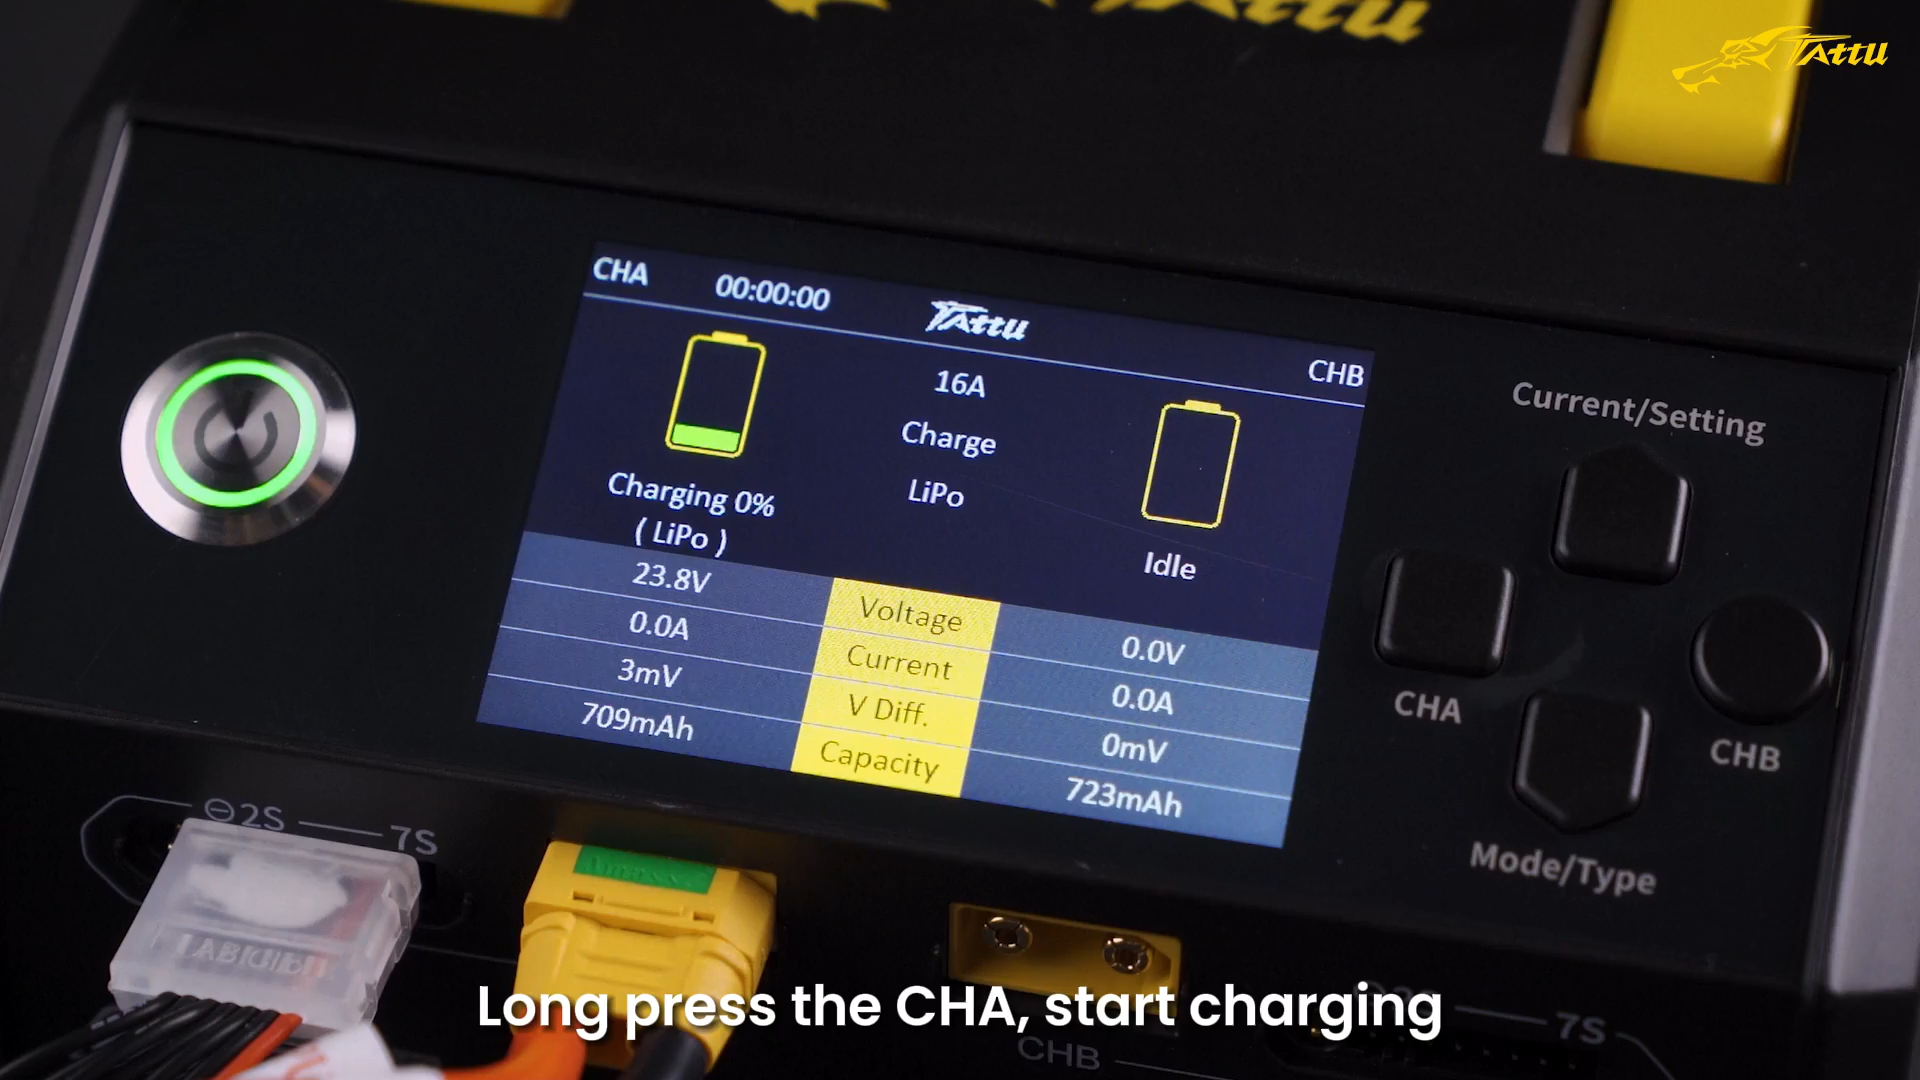 TAttu
TAttu
CHA
00:00:00
TAttu
CHB
16A
Charge
LiPo
Charging 0%
( LiPo )
Idle
23.8V
Voltage
0.0V
0.0A
Current
0.0A
3mV
V Diff.
0mV
709mAh
Capacity
723mAh
Current/Setting
CHA
CHB
Mode/Type
⊖2S
7S
7S
CHB
Long press the CHA, start charging